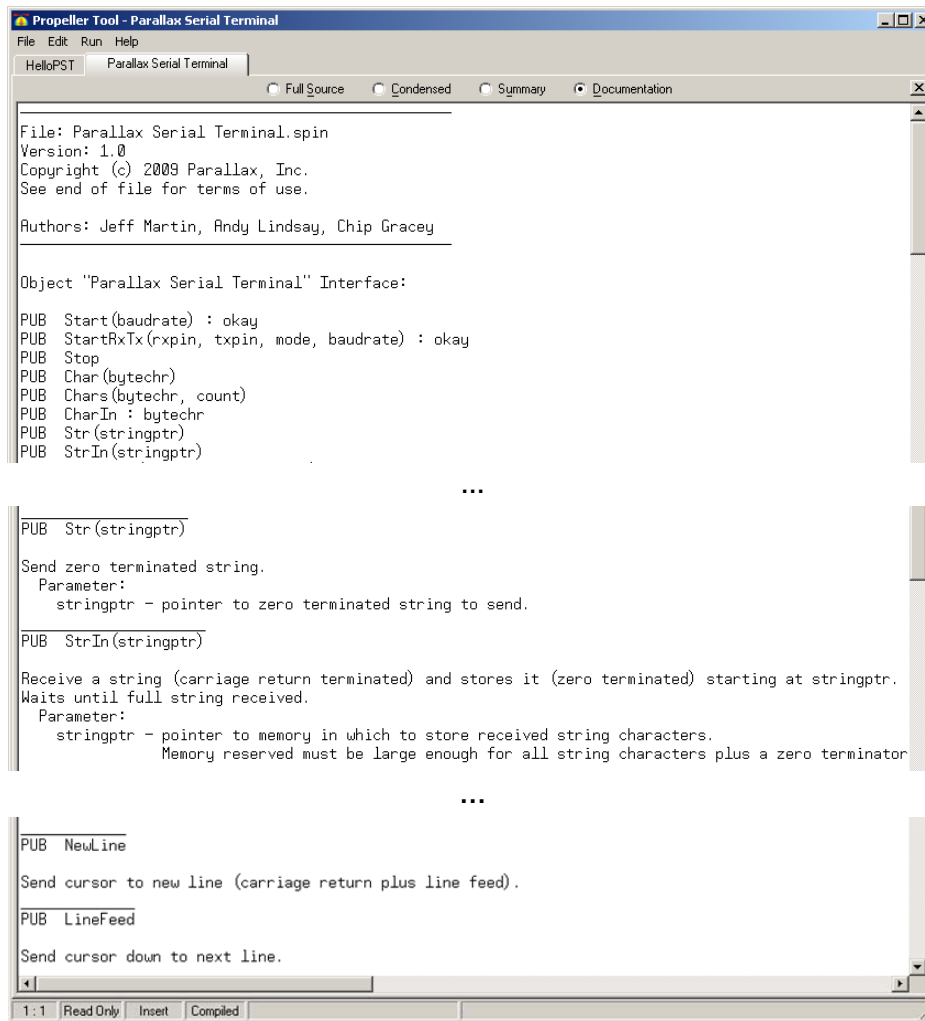 Propeller Tool - Parallax Serial Terminal
File Edit Run Help
HelloPST Parallax Serial Terminal
Full Source Condensed Summary Documentation
File: Parallax Serial Terminal.spin
Version: 1.0
Copyright (c) 2009 Parallax, Inc.
See end of file for terms of use.
Authors: Jeff Martin, Andy Lindsay, Chip Gracey
Object "Parallax Serial Terminal" Interface:
PUB Start(baudrate) : okay
PUB StartRxTx(rxpin, txpin, mode, baudrate) : okay
PUB Stop
PUB Char(bytechr)
PUB Chars(bytechr, count)
PUB CharIn : bytechr
PUB Str(stringptr)
PUB StrIn(stringptr)
...
PUB Str(stringptr)
Send zero terminated string.
Parameter:
stringptr - pointer to zero terminated string to send.
PUB StrIn(stringptr)
Receive a string (carriage return terminated) and stores it (zero terminated) starting at stringptr.
Waits until full string received.
Parameter:
stringptr - pointer to memory in which to store received string characters.
Memory reserved must be large enough for all string characters plus a zero terminator
...
PUB NewLine
Send cursor to new line (carriage return plus line feed).
PUB LineFeed
Send cursor down to next line.
1 : 1 Read Only Insert Compiled